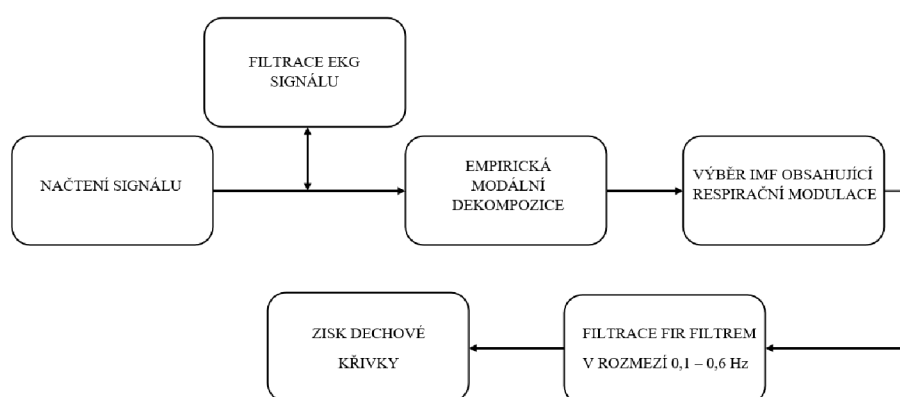 FILTRACE EKG
SIGNÁLU
NAČTENÍ SIGNÁLU
EMPIRICKÁ
MODÁLNÍ
DEKOMPOZICE
VÝBĚR IMF OBSAHUJÍCÍ
RESPIRAČNÍ MODULACE
FILTRACE FIR FILTREM
V ROZMEZÍ 0,1 – 0,6 Hz
ZISK DECHOVÉ
KŘIVKY